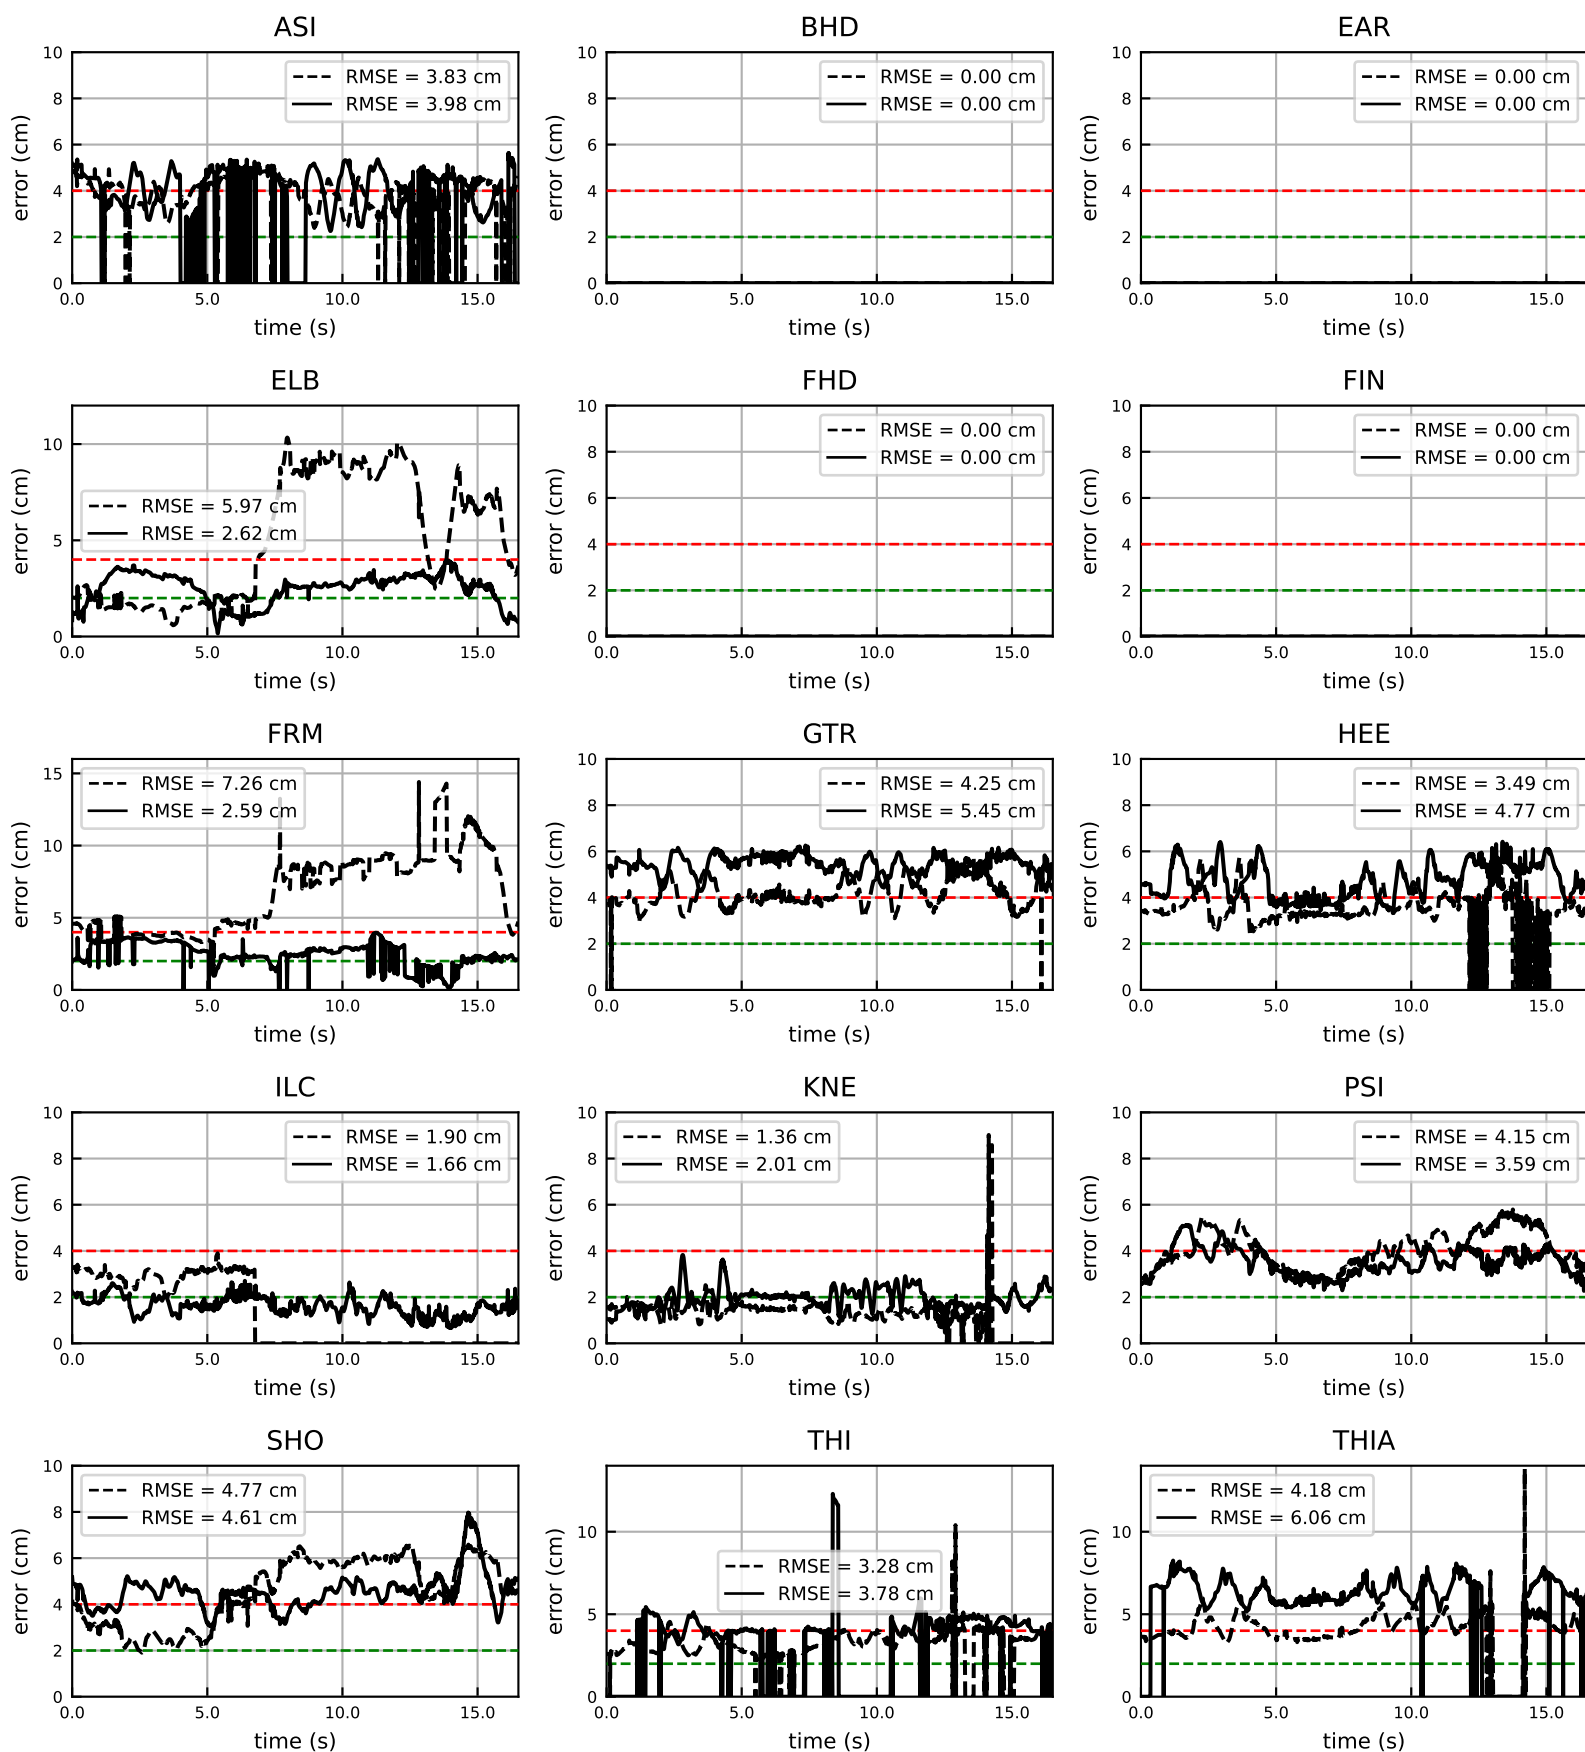 ASI
BHD
EAR
10
8
6
4
2
0
error (cm)
RMSE = 3.83 cm
RMSE = 3.98 cm
0.0 5.0 10.0 15.0
time (s)
10
8
6
4
2
0
error (cm)
RMSE = 0.00 cm
RMSE = 0.00 cm
0.0 5.0 10.0 15.0
time (s)
10
8
6
4
2
0
error (cm)
RMSE = 0.00 cm
RMSE = 0.00 cm
0.0 5.0 10.0 15.0
time (s)
ELB
FHD
FIN
10
5
0
error (cm)
RMSE = 5.97 cm
RMSE = 2.62 cm
0.0 5.0 10.0 15.0
time (s)
10
8
6
4
2
0
error (cm)
RMSE = 0.00 cm
RMSE = 0.00 cm
0.0 5.0 10.0 15.0
time (s)
10
8
6
4
2
0
error (cm)
RMSE = 0.00 cm
RMSE = 0.00 cm
0.0 5.0 10.0 15.0
time (s)
FRM
GTR
HEE
15
10
5
0
error (cm)
RMSE = 7.26 cm
RMSE = 2.59 cm
0.0 5.0 10.0 15.0
time (s)
10
8
6
4
2
0
error (cm)
RMSE = 4.25 cm
RMSE = 5.45 cm
0.0 5.0 10.0 15.0
time (s)
10
8
6
4
2
0
error (cm)
RMSE = 3.49 cm
RMSE = 4.77 cm
0.0 5.0 10.0 15.0
time (s)
ILC
KNE
PSI
10
8
6
4
2
0
error (cm)
RMSE = 1.90 cm
RMSE = 1.66 cm
0.0 5.0 10.0 15.0
time (s)
10
8
6
4
2
0
error (cm)
RMSE = 1.36 cm
RMSE = 2.01 cm
0.0 5.0 10.0 15.0
time (s)
10
8
6
4
2
0
error (cm)
RMSE = 4.15 cm
RMSE = 3.59 cm
0.0 5.0 10.0 15.0
time (s)
SHO
THI
THIA
10
8
6
4
2
0
error (cm)
RMSE = 4.77 cm
RMSE = 4.61 cm
0.0 5.0 10.0 15.0
time (s)
10
5
0
error (cm)
RMSE = 3.28 cm
RMSE = 3.78 cm
0.0 5.0 10.0 15.0
time (s)
10
5
0
error (cm)
RMSE = 4.18 cm
RMSE = 6.06 cm
0.0 5.0 10.0 15.0
time (s)